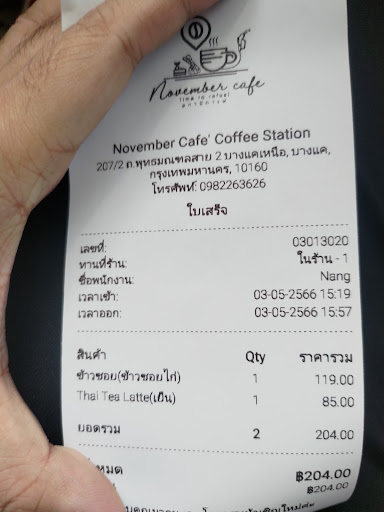 November cafe
time to relax
November Cafe' Coffee Station
207/2 ถ.พุทธมณฑลสาย 2 บางแคเหนือ, บางแค,
กรุงเทพมหานคร, 10160
โทรศัพท์: 0982263626
ใบเสร็จ
เลขที่: 03013020
ทานที่ร้าน: ในร้าน - 1
ชื่อพนักงาน: Nang
เวลาเข้า: 03-05-2566 15:19
เวลาออก: 03-05-2566 15:57
สินค้า Qty ราคารวม
ข้าวซอย(ข้าวซอยไก่) 1 119.00
Thai Tea Latte(เย็น) 1 85.00
ยอดรวม 2 204.00
฿204.00
฿204.00